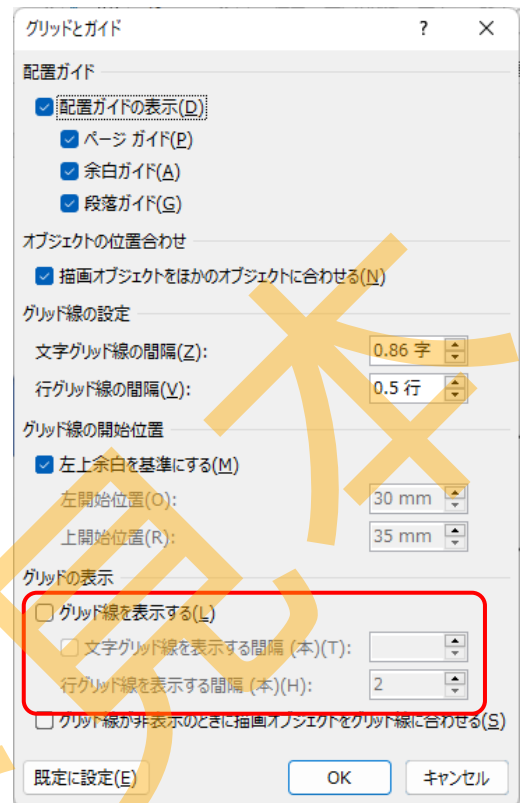 グリッドとガイド ? ×
配置ガイド
配置ガイドの表示(D)
ページ ガイド(P)
余白ガイド(A)
段落ガイド(G)
オブジェクトの位置合わせ
描画オブジェクトをほかのオブジェクトに合わせる(N)
グリッド線の設定
文字グリッド線の間隔(Z): 0.86 字
行グリッド線の間隔(V): 0.5 行
グリッド線の開始位置
左上余白を基準にする(M)
左開始位置(O): 30 mm
上開始位置(R): 35 mm
グリッドの表示
グリッド線を表示する(L)
文字グリッド線を表示する間隔 (本)(T):
行グリッド線を表示する間隔 (本)(H): 2
グリッド線が非表示のときに描画オブジェクトをグリッド線に合わせる(S)
既定に設定(E) OK キャンセル
見本